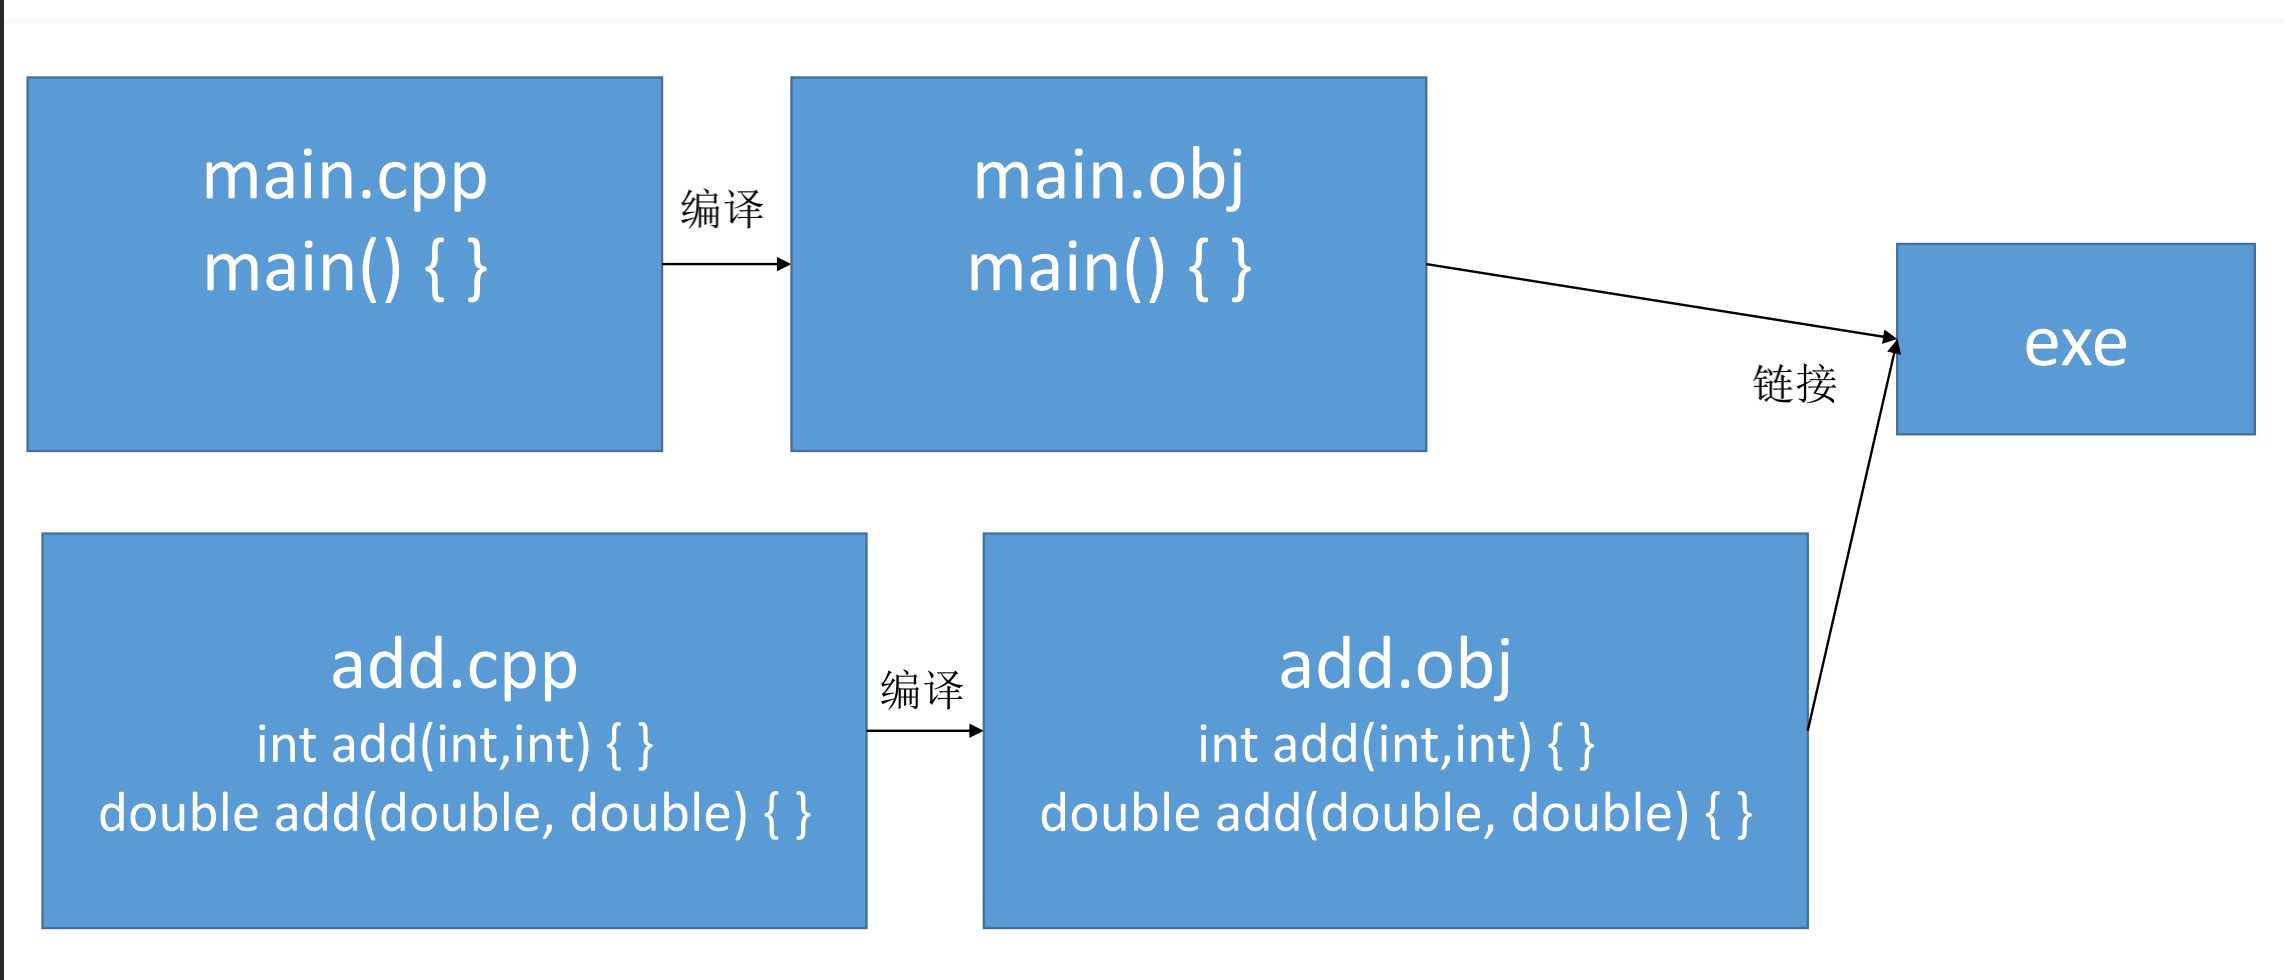 main.cpp
main() { }
编译
main.obj
main() { }
链接
exe
add.cpp
int add(int,int) { }
double add(double, double) { }
编译
add.obj
int add(int,int) { }
double add(double, double) { }